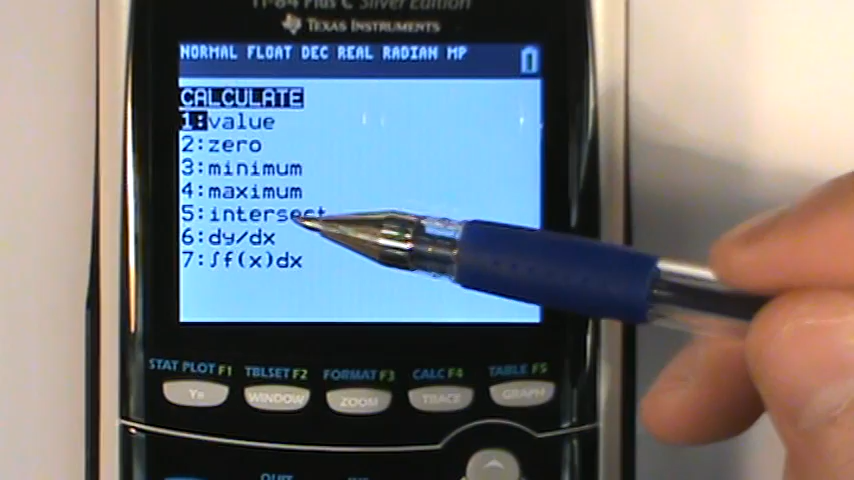 TI-84 Plus C Silver Edition
TEXAS INSTRUMENTS
NORMAL FLOAT DEC REAL RADIAN MP
CALCULATE
1:value
2:zero
3:minimum
4:maximum
5:intersect
6:dy/dx
7:∫f(x)dx
STAT PLOT F1 TBLSET F2 FORMAT F3 CALC F4 TABLE F5
Y= WINDOW ZOOM TRACE GRAPH
QUIT